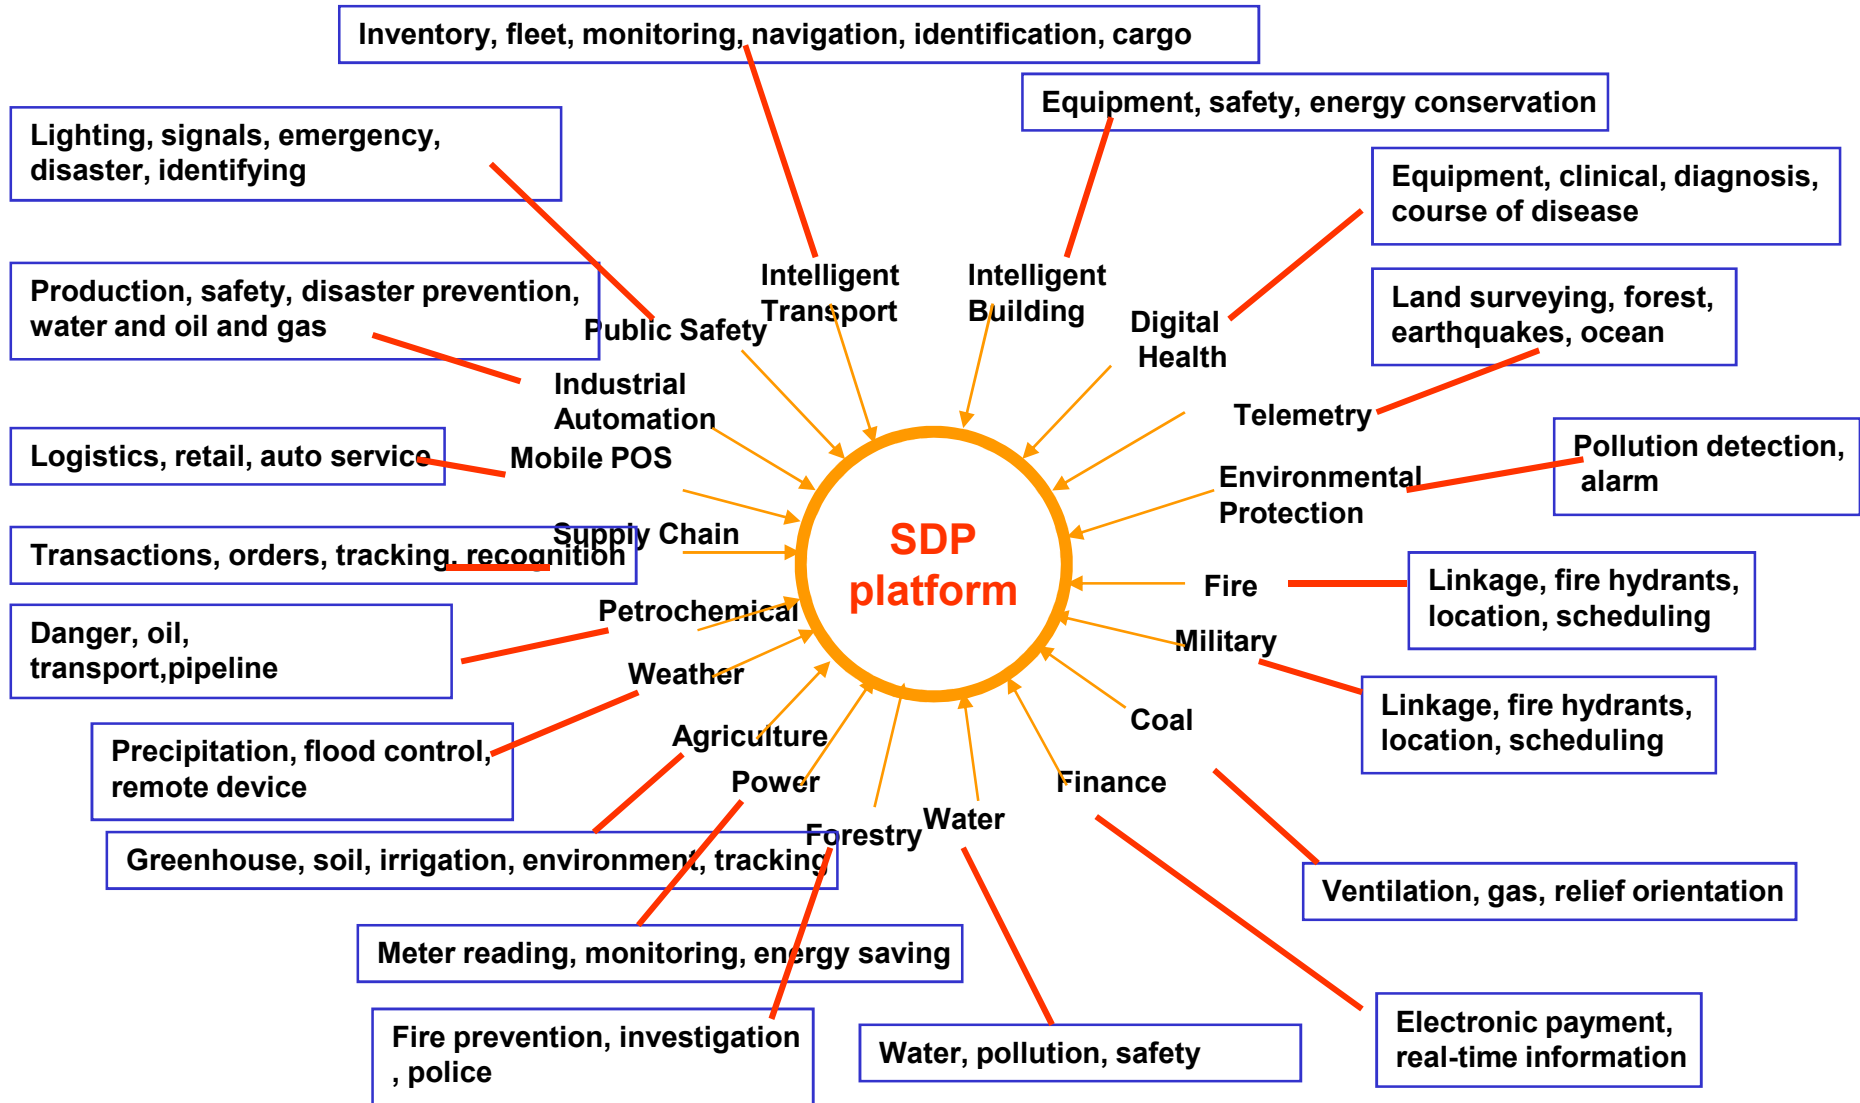 Inventory, fleet, monitoring, navigation, identification, cargo
Equipment, safety, energy conservation
Lighting, signals, emergency,
disaster, identifying
Equipment, clinical, diagnosis,
course of disease
Production, safety, disaster prevention,
water and oil and gas
Public Safety
Intelligent
Transport
Intelligent
Building
Digital
Health
Land surveying, forest,
earthquakes, ocean
Industrial
Automation
Telemetry
Logistics, retail, auto service
Mobile POS
Environmental
Protection
Pollution detection,
alarm
Supply Chain
Transactions, orders, tracking, recognition
SDP
platform
Fire
Linkage, fire hydrants,
location, scheduling
Petrochemical
Danger, oil,
transport,pipeline
Military
Linkage, fire hydrants,
location, scheduling
Weather
Coal
Precipitation, flood control,
remote device
Agriculture
Power
Finance
Forestry
Water
Greenhouse, soil, irrigation, environment, tracking
Ventilation, gas, relief orientation
Meter reading, monitoring, energy saving
Fire prevention, investigation
, police
Water, pollution, safety
Electronic payment,
real-time information